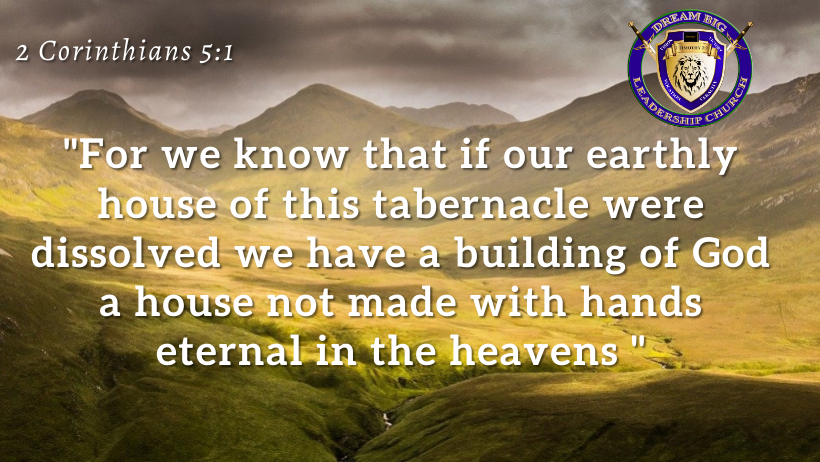 2 Corinthians 5:1
DREAM BIG
LEADERSHIP CHURCH
"For we know that if our earthly
house of this tabernacle were
dissolved we have a building of God
a house not made with hands
eternal in the heavens "